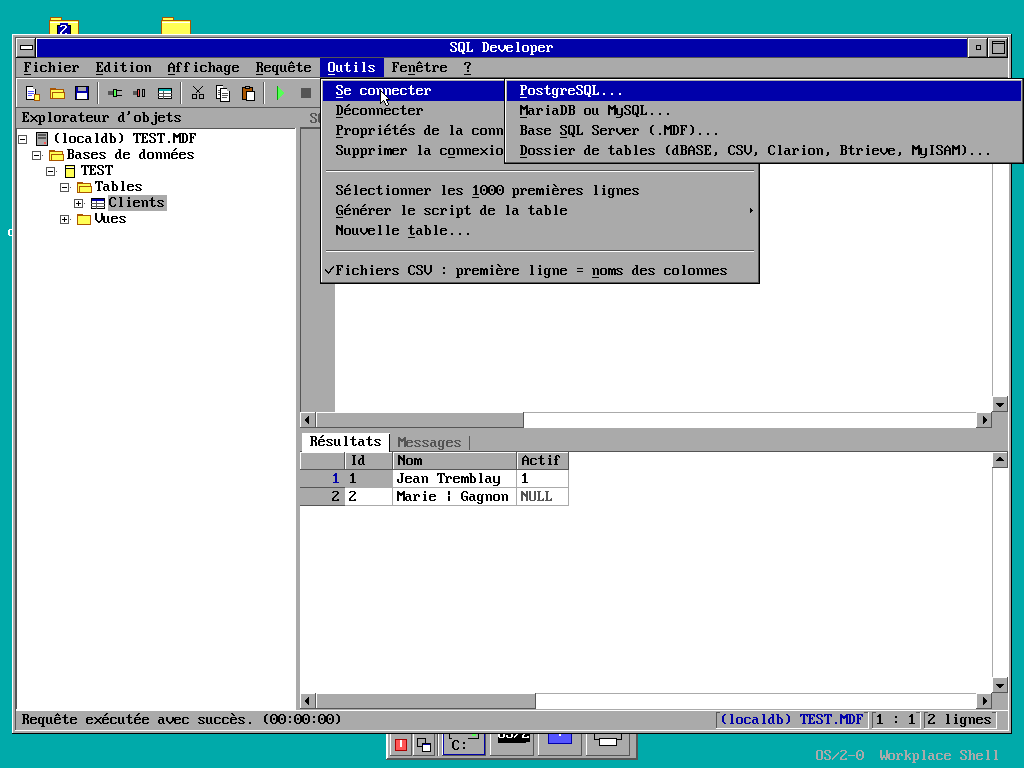 SQL Developer
Fichier Edition Affichage Requête Outils Fenêtre ?
Explorateur d'objets
Se connecter
Déconnecter
Propriétés de la conn
Supprimer la connexio
Sélectionner les 1000 premières lignes
Générer le script de la table
Nouvelle table...
✓Fichiers CSV : première ligne = noms des colonnes
PostgreSQL...
MariaDB ou MySQL...
Base SQL Server (.MDF)...
Dossier de tables (dBASE, CSV, Clarion, Btrieve, MyISAM)...
(localdb) TEST.MDF
Bases de données
TEST
Tables
Clients
Vues
Résultats Messages
Id Nom Actif
1 1 Jean Tremblay 1
2 2 Marie ¦ Gagnon NULL
Requête exécutée avec succès. (00:00:00) (localdb) TEST.MDF 1 : 1 2 lignes
C: OS/2
OS/2-0 Workplace Shell